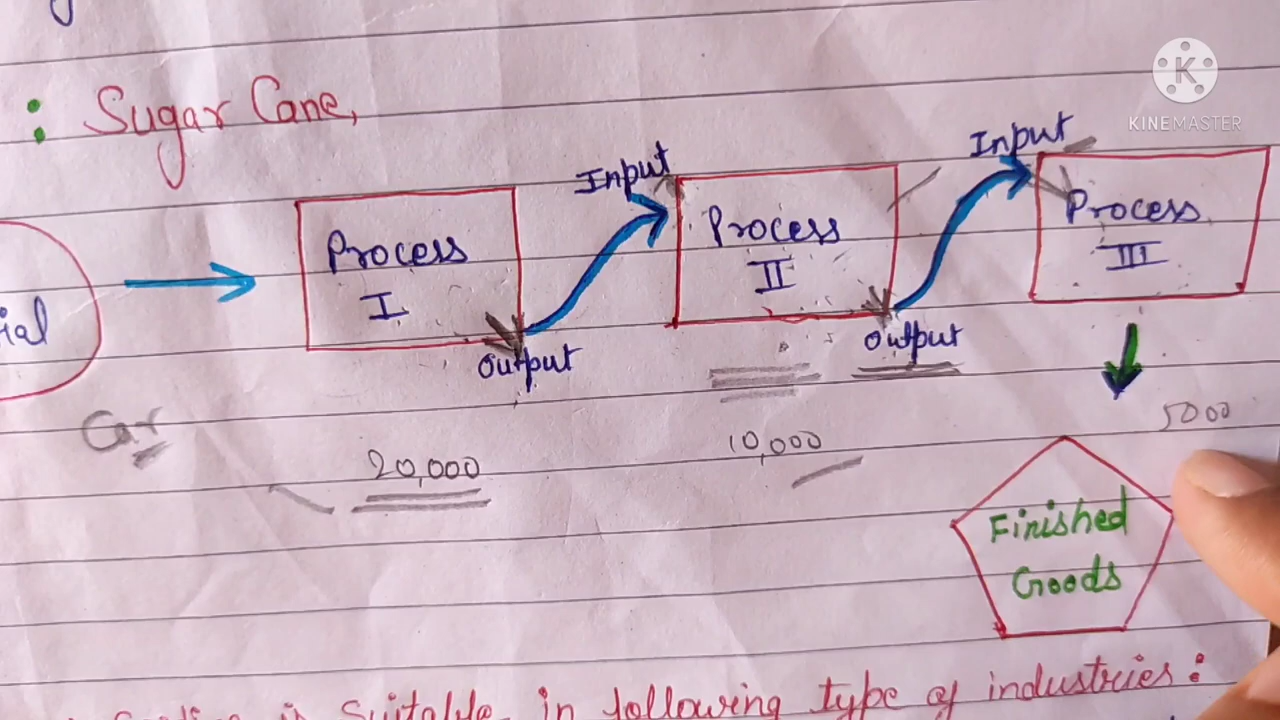 : Sugar Cane,
KINEMASTER
Input
Input
Process
I
Process
II
Process
III
Output
Output
Car
20,000
10,000
5000
Finished
Goods
is suitable in following type of industries: